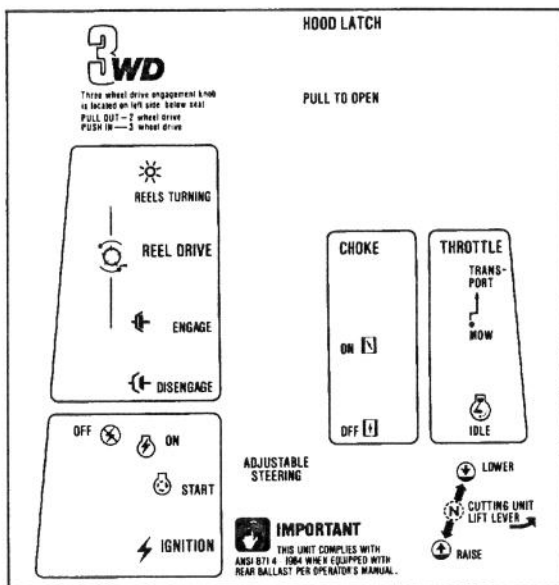 3WD
Three wheel drive engagement knob
is located on left side below seat
PULL OUT — 2 wheel drive
PUSH IN — 3 wheel drive
HOOD LATCH
PULL TO OPEN
REELS TURNING
REEL DRIVE
ENGAGE
DISENGAGE
CHOKE
ON
OFF
THROTTLE
TRANS-
PORT
MOW
IDLE
OFF
ON
START
IGNITION
ADJUSTABLE
STEERING
LOWER
N
CUTTING UNIT
LIFT LEVER
RAISE
IMPORTANT
THIS UNIT COMPLIES WITH
ANSI B71 4 1984 WHEN EQUIPPED WITH
REAR BALLAST PER OPERATOR'S MANUAL.